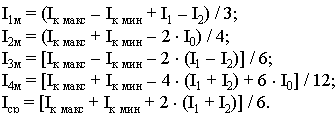 I1м = (Iк макс – Iк мин + I1 – I2) / 3;
I2м = (Iк макс + Iк мин – 2 · I0) / 4;
I3м = [Iк макс – Iк мин – 2 · (I1 – I2)] / 6;
I4м = [Iк макс + Iк мин – 4 · (I1 + I2) + 6 · I0] / 12;
Iср = [Iк макс + Iк мин + 2 · (I1 + I2)] / 6.